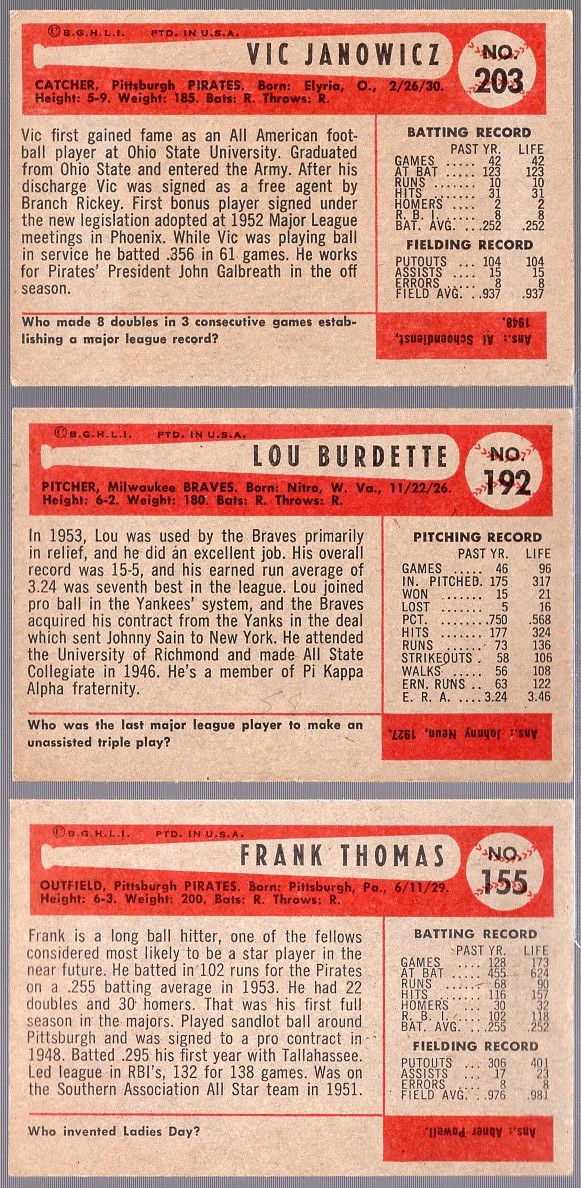 ©B.G.H.L.I. PTD. IN U.S.A.
VIC JANOWICZ
NO.
203
CATCHER, Pittsburgh PIRATES. Born: Elyria, O., 2/26/30.
Height: 5-9. Weight: 185. Bats: R. Throws: R.
Vic first gained fame as an All American foot-
ball player at Ohio State University. Graduated
from Ohio State and entered the Army. After his
discharge Vic was signed as a free agent by
Branch Rickey. First bonus player signed under
the new legislation adopted at 1952 Major League
meetings in Phoenix. While Vic was playing ball
in service he batted .356 in 61 games. He works
for Pirates' President John Galbreath in the off
season.
BATTING RECORD
PAST YR. LIFE
GAMES ..... 42 42
AT BAT .... 123 123
RUNS ....... 10 10
HITS ....... 31 31
HOMERS .... 2 2
R. B. I. ..... 8 8
BAT. AVG. ...252 .252
FIELDING RECORD
PUTOUTS ... 104 104
ASSISTS .... 15 15
ERRORS ..... 8 8
FIELD AVG. ..937 .937
Who made 8 doubles in 3 consecutive games estab-
lishing a major league record?
Ans.: Al Schoendienst,
1948.
©B.G.H.L.I. PTD. IN U.S.A.
LOU BURDETTE
NO.
192
PITCHER, Milwaukee BRAVES. Born: Nitro, W. Va., 11/22/26.
Height: 6-2. Weight: 180. Bats: R. Throws: R.
In 1953, Lou was used by the Braves primarily
in relief, and he did an excellent job. His overall
record was 15-5, and his earned run average of
3.24 was seventh best in the league. Lou joined
pro ball in the Yankees' system, and the Braves
acquired his contract from the Yanks in the deal
which sent Johnny Sain to New York. He attended
the University of Richmond and made All State
Collegiate in 1946. He's a member of Pi Kappa
Alpha fraternity.
PITCHING RECORD
PAST YR. LIFE
GAMES ..... 46 96
IN. PITCHED. 175 317
WON ....... 15 21
LOST ....... 5 16
PCT. ........750 .568
HITS ...... 177 324
RUNS ...... 73 136
STRIKEOUTS . 58 106
WALKS ..... 56 108
ERN. RUNS .. 63 122
E. R. A. ....3.24 3.46
Who was the last major league player to make an
unassisted triple play?
Ans.: Johnny Neun, 1927.
©B.G.H.L.I. PTD. IN U.S.A.
FRANK THOMAS
NO.
155
OUTFIELD, Pittsburgh PIRATES. Born: Pittsburgh, Pa., 6/11/29.
Height: 6-3. Weight: 200. Bats: R. Throws: R.
Frank is a long ball hitter, one of the fellows
considered most likely to be a star player in the
near future. He batted in 102 runs for the Pirates
on a .255 batting average in 1953. He had 22
doubles and 30 homers. That was his first full
season in the majors. Played sandlot ball around
Pittsburgh and was signed to a pro contract in
1948. Batted .295 his first year with Tallahassee.
Led league in RBI's, 132 for 138 games. Was on
the Southern Association All Star team in 1951.
BATTING RECORD
PAST YR. LIFE
GAMES ..... 128 173
AT BAT .... 455 624
RUNS ...... 68 90
HITS ...... 116 157
HOMERS .... 30 32
R. B. I. .... 102 118
BAT. AVG. ...255 .252
FIELDING RECORD
PUTOUTS ... 306 401
ASSISTS .... 17 23
ERRORS ..... 8 8
FIELD AVG. ..976 .981
Who invented Ladies Day?
Ans.: Abner Powell.